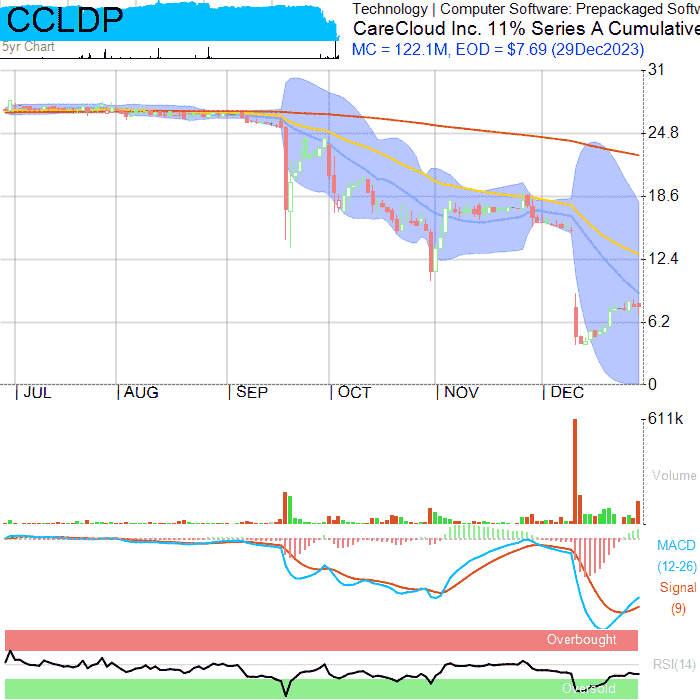 CCLDP
5yr Chart
Technology | Computer Software: Prepackaged Softw
CareCloud Inc. 11% Series A Cumulative
MC = 122.1M, EOD = $7.69 (29Dec2023)
31
24.8
18.6
12.4
6.2
0
JUL AUG SEP OCT NOV DEC
611k
Volume
MACD
(12-26)
Signal
(9)
Overbought
RSI(14)
Oversold